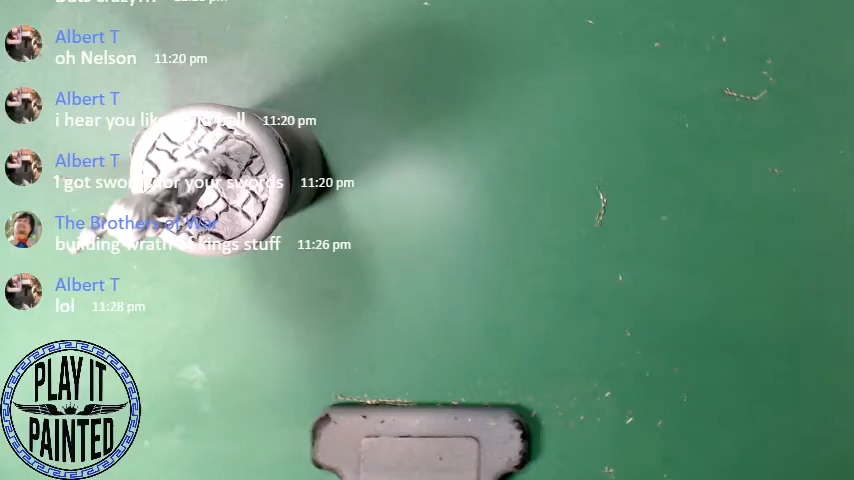 Albert T
oh Nelson 11:20 pm
Albert T
i hear you 11:20 pm
Albert T
I got for your swords 11:20 pm
The Brothers of War
building wrath of kings stuff 11:26 pm
Albert T
lol 11:28 pm
PLAY IT
PAINTED